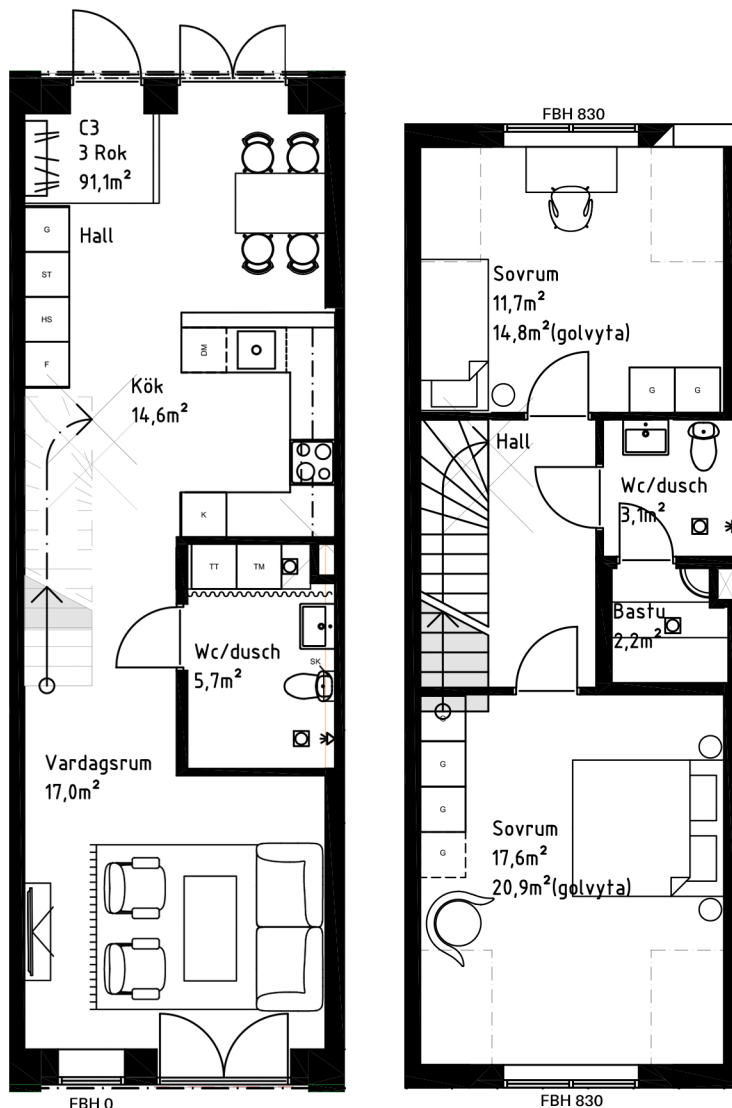 C3
3 Rok
91,1m²
Hall
G
ST
HS
F
DM
Kök
14,6m²
K
TT
TM
Wc/dusch
5,7m²
SK
Vardagsrum
17,0m²
FBH 0
FBH 830
Sovrum
11,7m²
14,8m²(golvyta)
G
G
Hall
Wc/dusch
3,1m²
Bastu
2,2m²
G
G
G
G
Sovrum
17,6m²
20,9m²(golvyta)
FBH 830